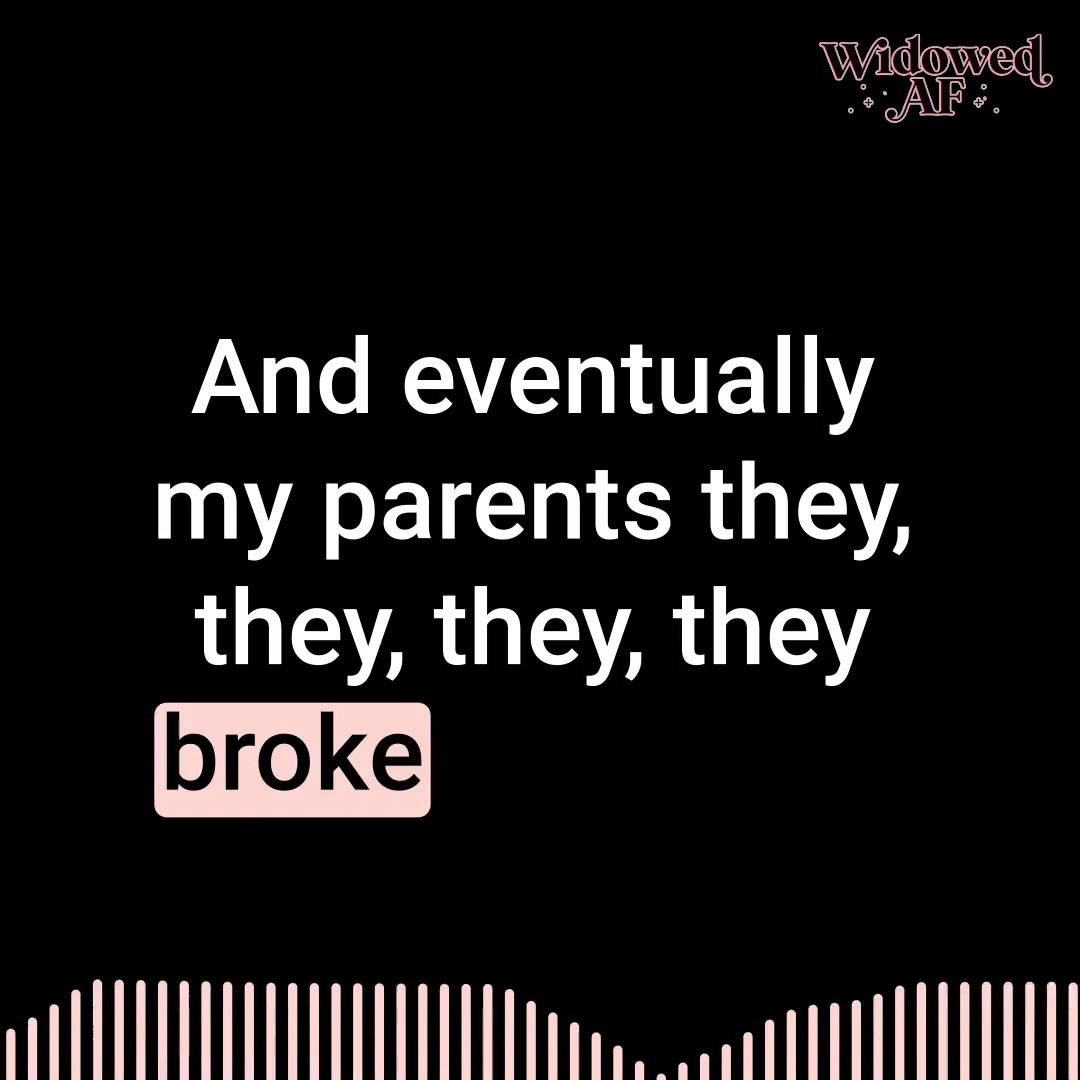 Widowed
AF
And eventually
my parents they,
they, they, they
broke